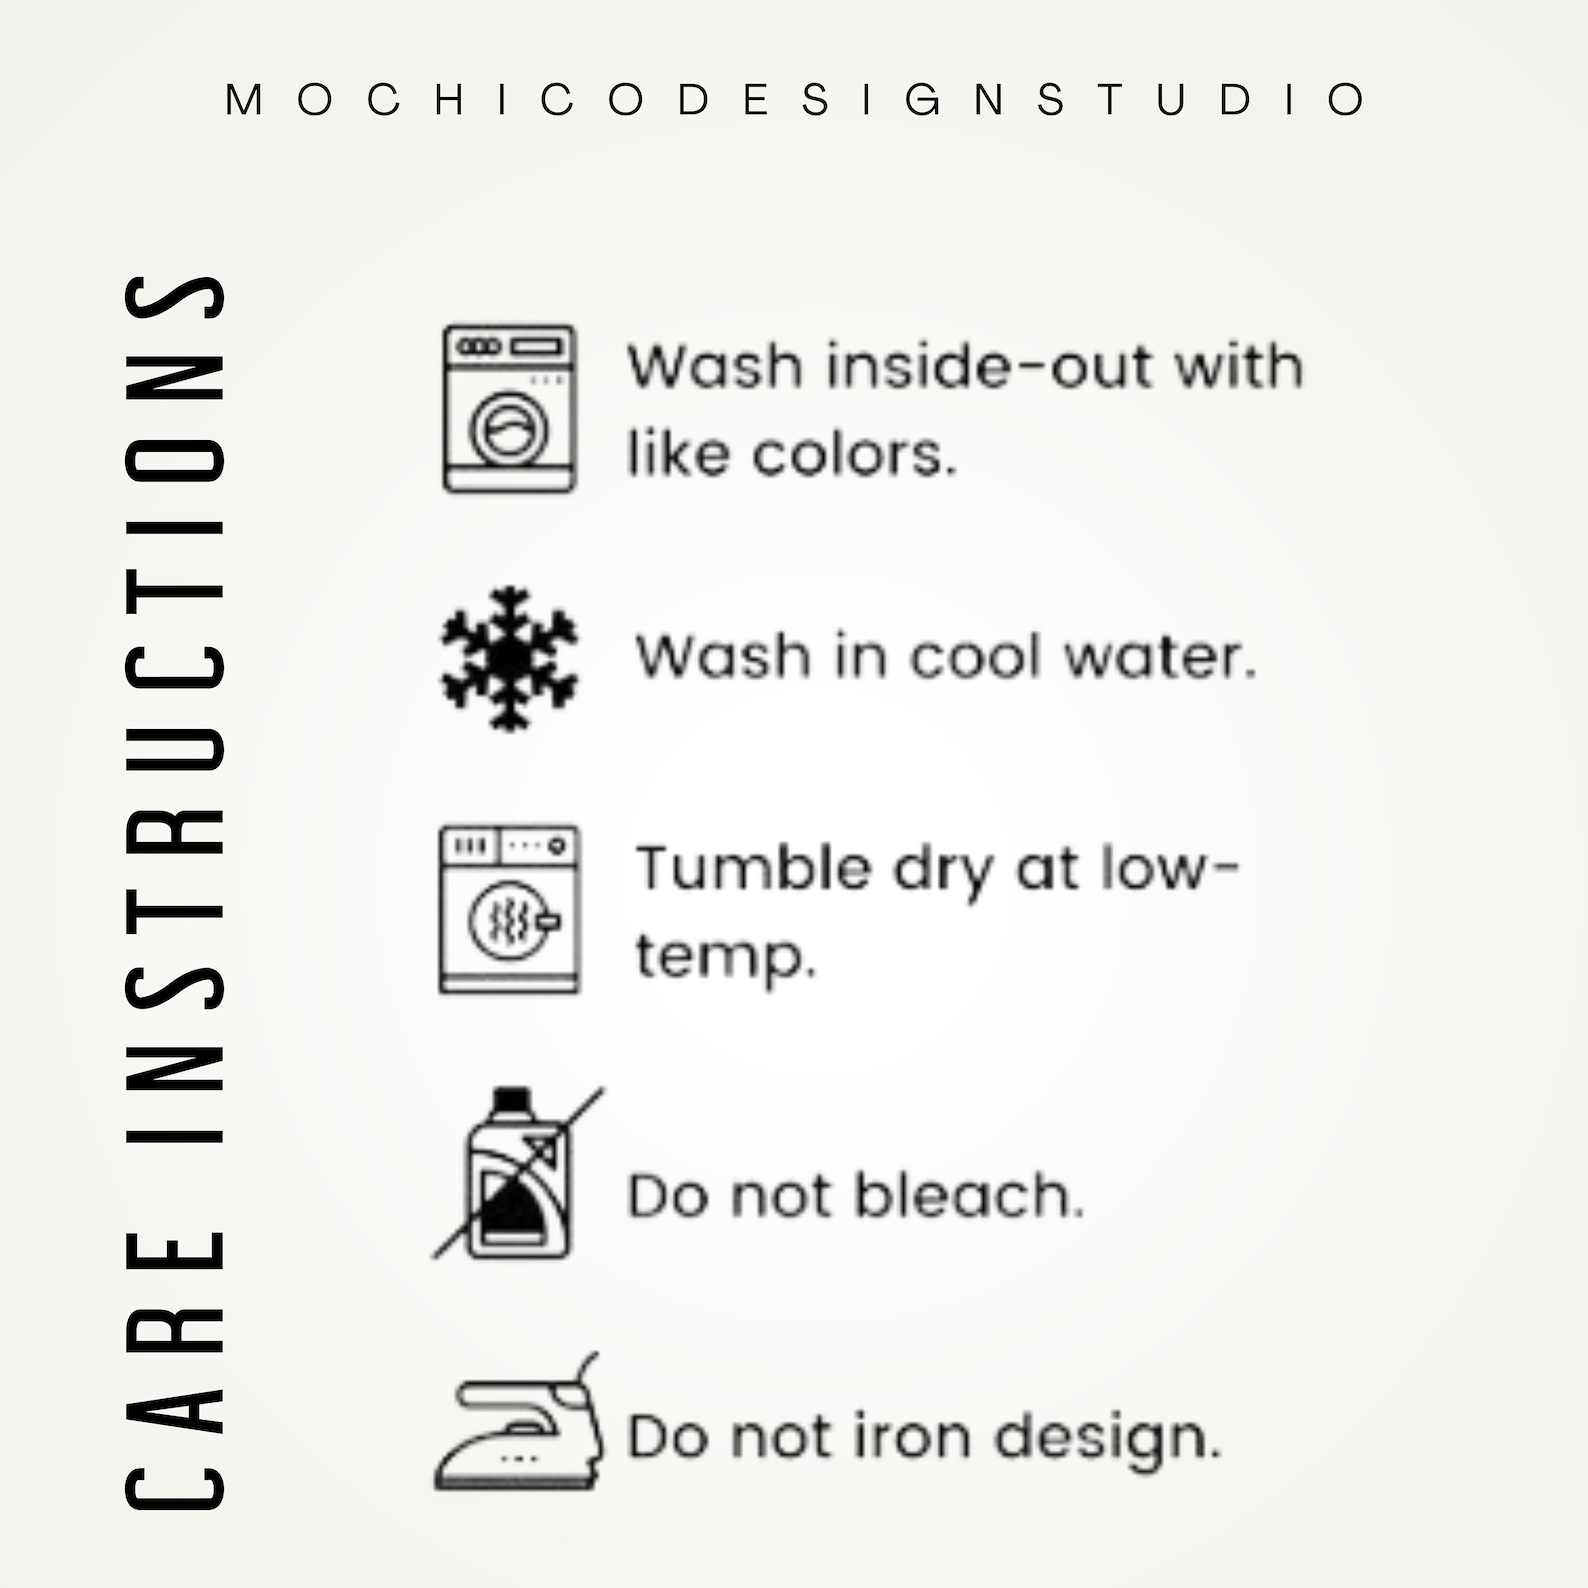 MOCHICODESIGNSTUDIO
CARE INSTRUCTIONS
Wash inside-out with
like colors.
Wash in cool water.
Tumble dry at low-
temp.
Do not bleach.
Do not iron design.